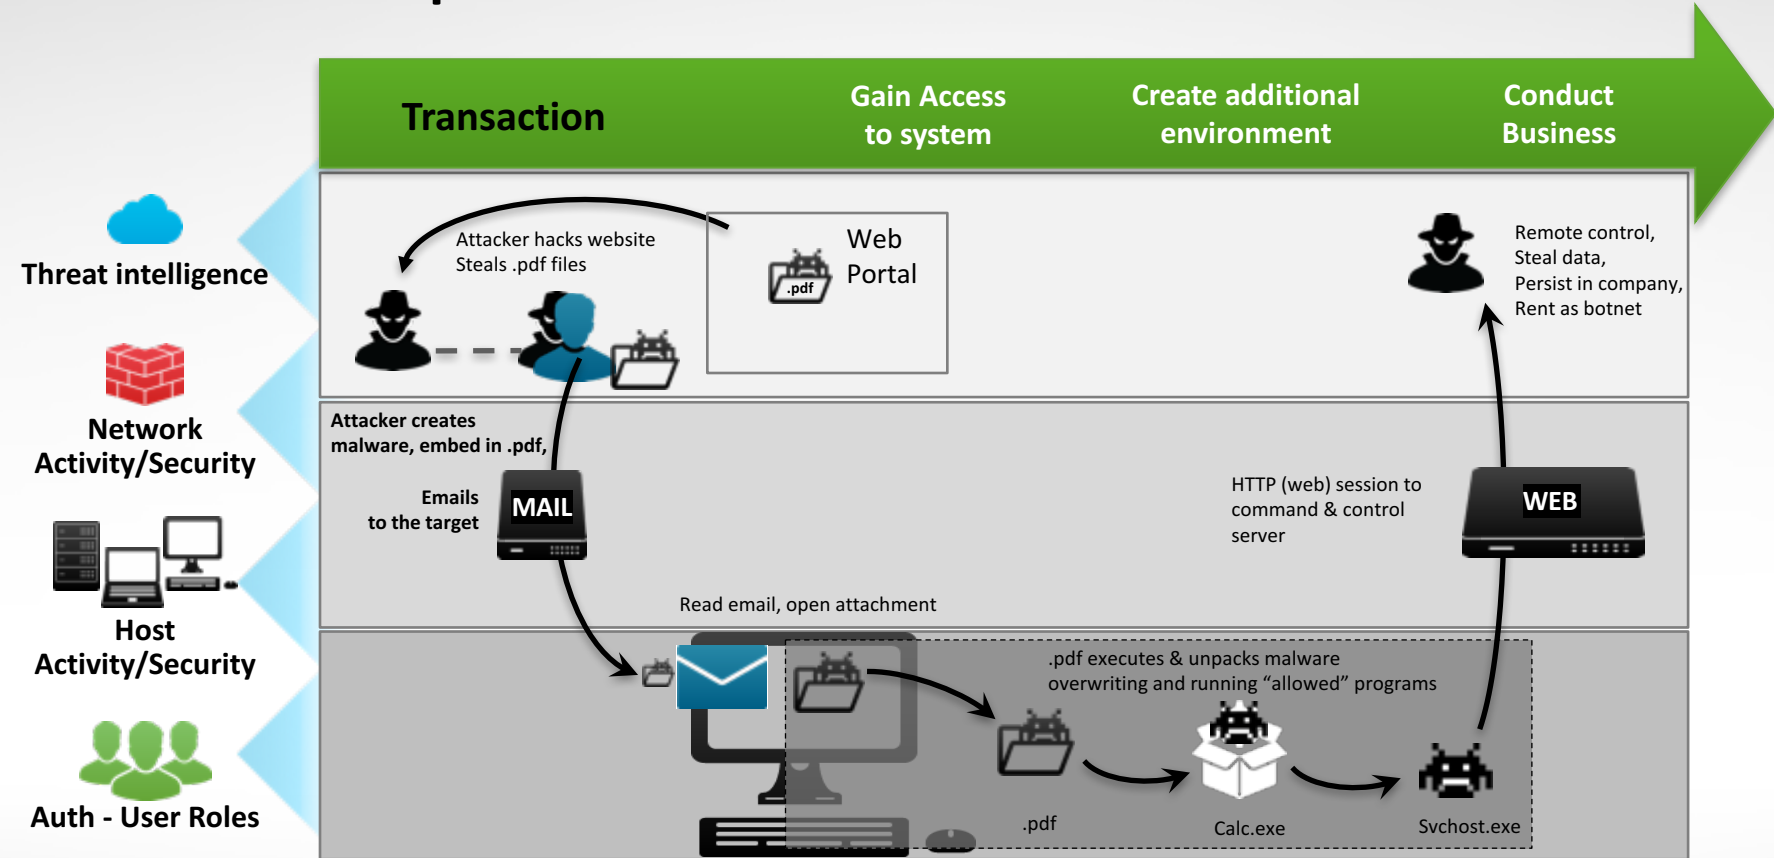 Transaction
Gain Access
to system
Create additional
environment
Conduct
Business
Threat intelligence
Network
Activity/Security
Host
Activity/Security
Auth - User Roles
Attacker hacks website
Steals .pdf files
Web
Portal
.pdf
Remote control,
Steal data,
Persist in company,
Rent as botnet
Attacker creates
malware, embed in .pdf,
Emails
to the target
MAIL
HTTP (web) session to
command & control
server
WEB
Read email, open attachment
.pdf executes & unpacks malware
overwriting and running “allowed” programs
.pdf
Calc.exe
Svchost.exe